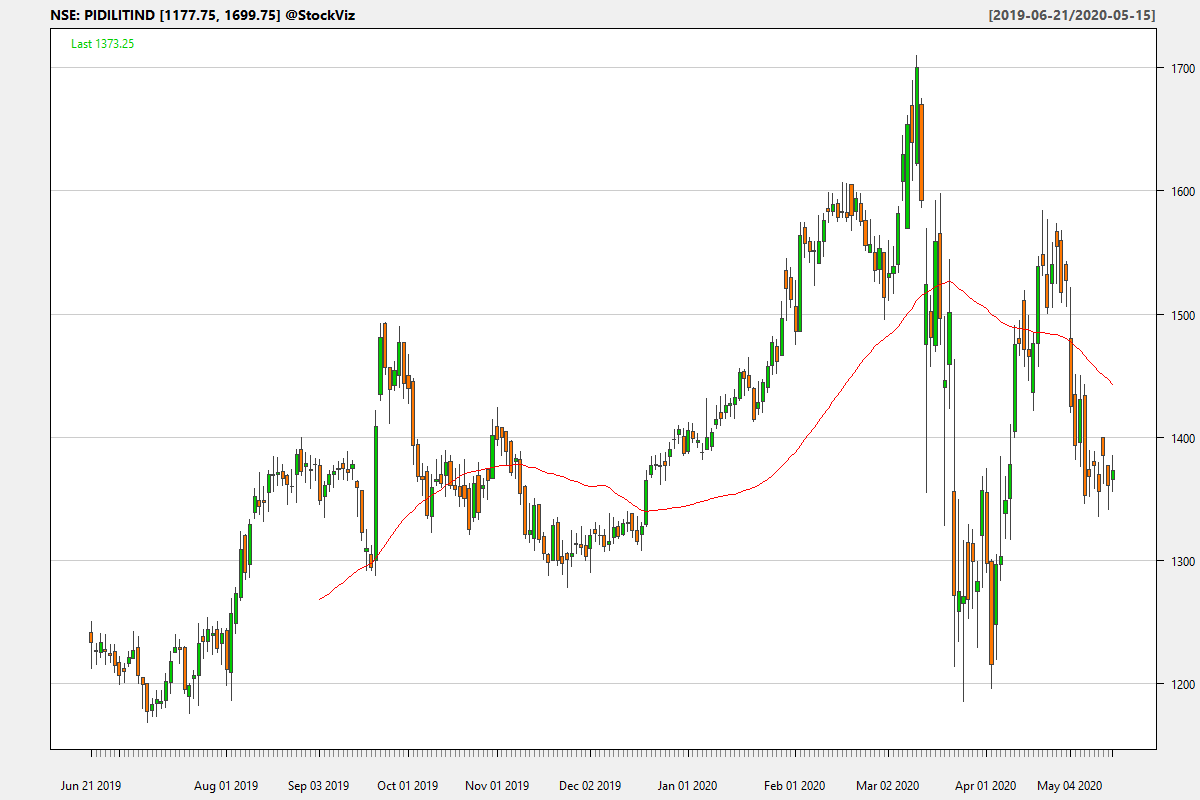 NSE: PIDILITIND [1177.75, 1699.75] @StockViz [2019-06-21/2020-05-15]
Last 1373.25
1700
1600
1500
1400
1300
1200
Jun 21 2019 Aug 01 2019 Sep 03 2019 Oct 01 2019 Nov 01 2019 Dec 02 2019 Jan 01 2020 Feb 01 2020 Mar 02 2020 Apr 01 2020 May 04 2020